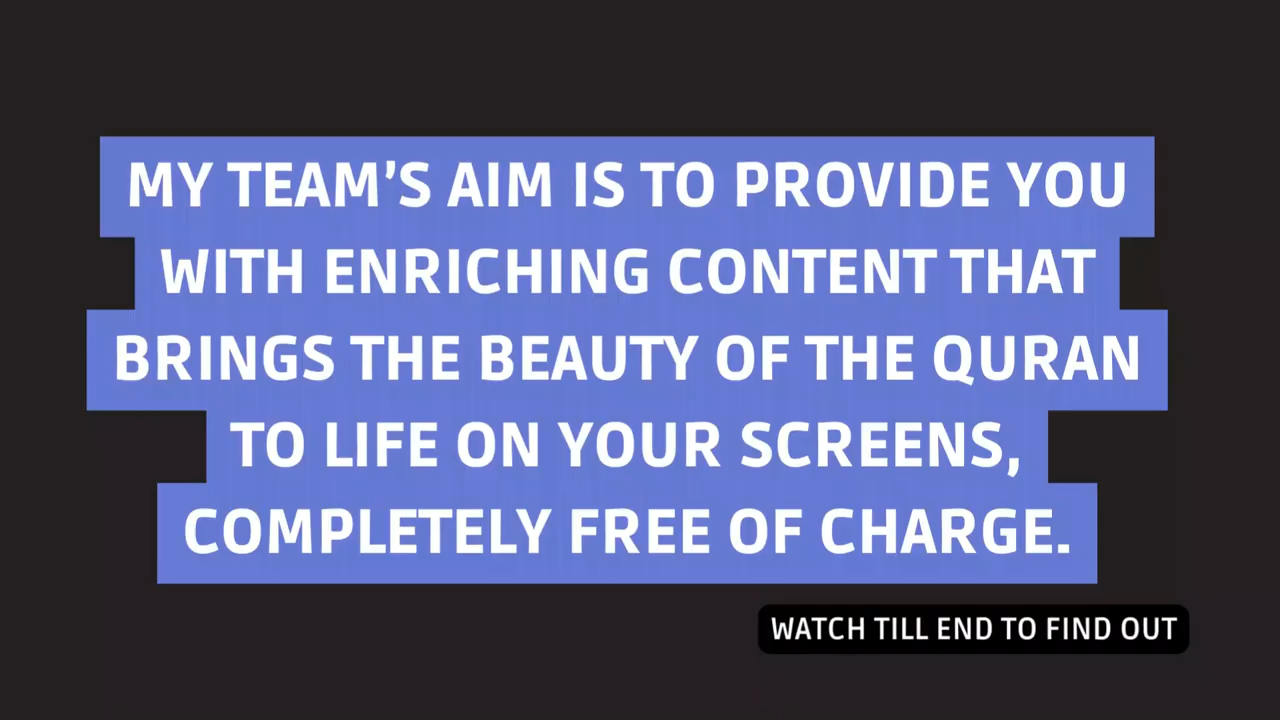 MY TEAM’S AIM IS TO PROVIDE YOU
WITH ENRICHING CONTENT THAT
BRINGS THE BEAUTY OF THE QURAN
TO LIFE ON YOUR SCREENS,
COMPLETELY FREE OF CHARGE.
WATCH TILL END TO FIND OUT